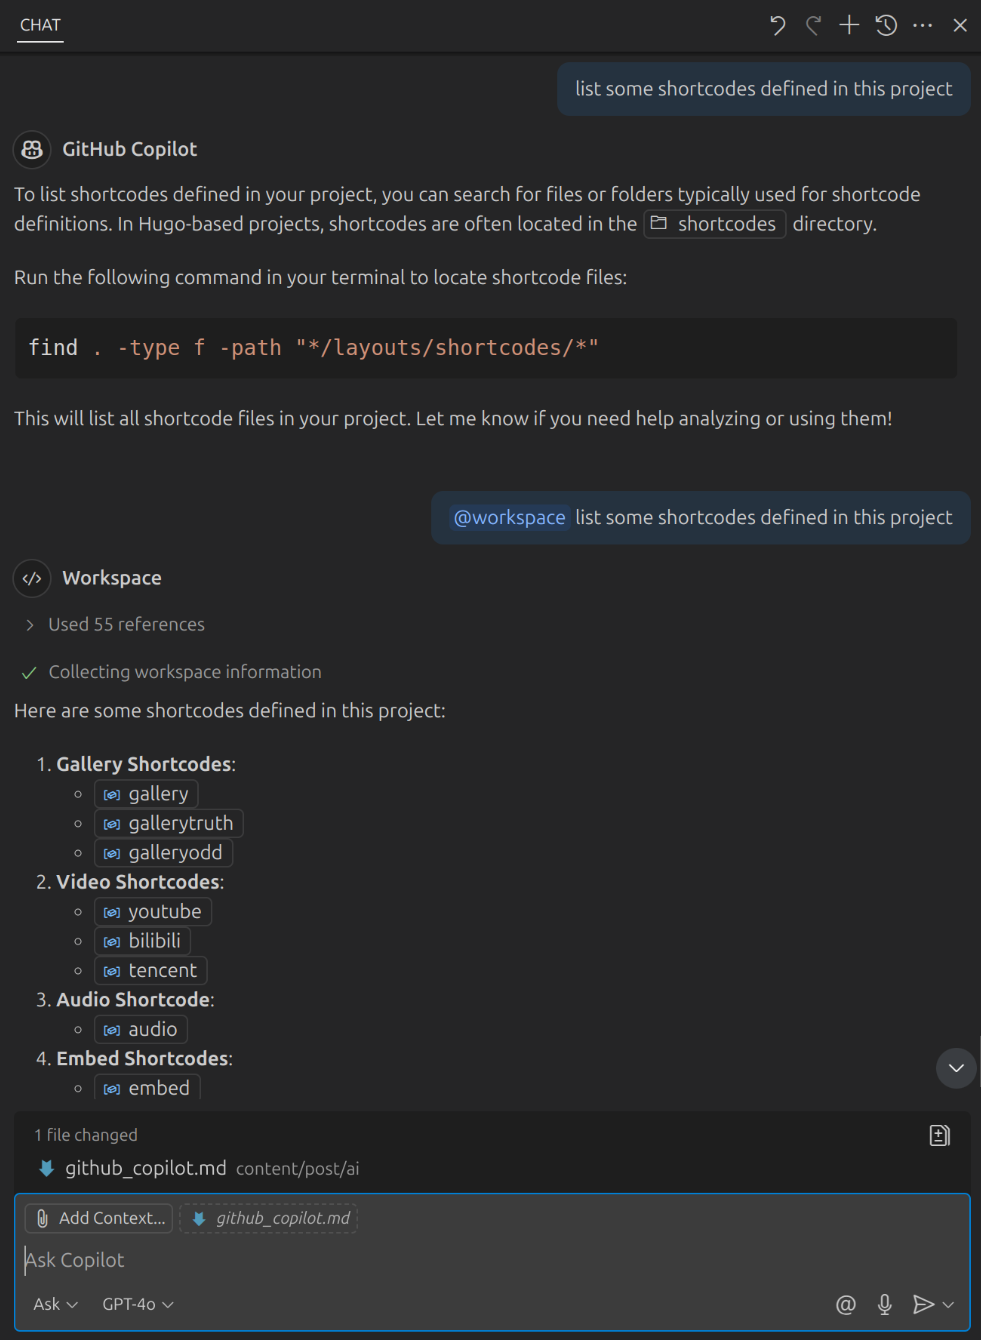 CHAT
list some shortcodes defined in this project
GitHub Copilot
To list shortcodes defined in your project, you can search for files or folders typically used for shortcode
definitions. In Hugo-based projects, shortcodes are often located in the shortcodes directory.
Run the following command in your terminal to locate shortcode files:
find . -type f -path "*/layouts/shortcodes/*"
This will list all shortcode files in your project. Let me know if you need help analyzing or using them!
@workspace list some shortcodes defined in this project
Workspace
Used 55 references
Collecting workspace information
Here are some shortcodes defined in this project:
1. Gallery Shortcodes:
gallery
gallerytruth
galleryodd
2. Video Shortcodes:
youtube
bilibili
tencent
3. Audio Shortcode:
audio
4. Embed Shortcodes:
embed
1 file changed
github_copilot.md content/post/ai
Add Context... github_copilot.md
Ask Copilot
Ask GPT-4o